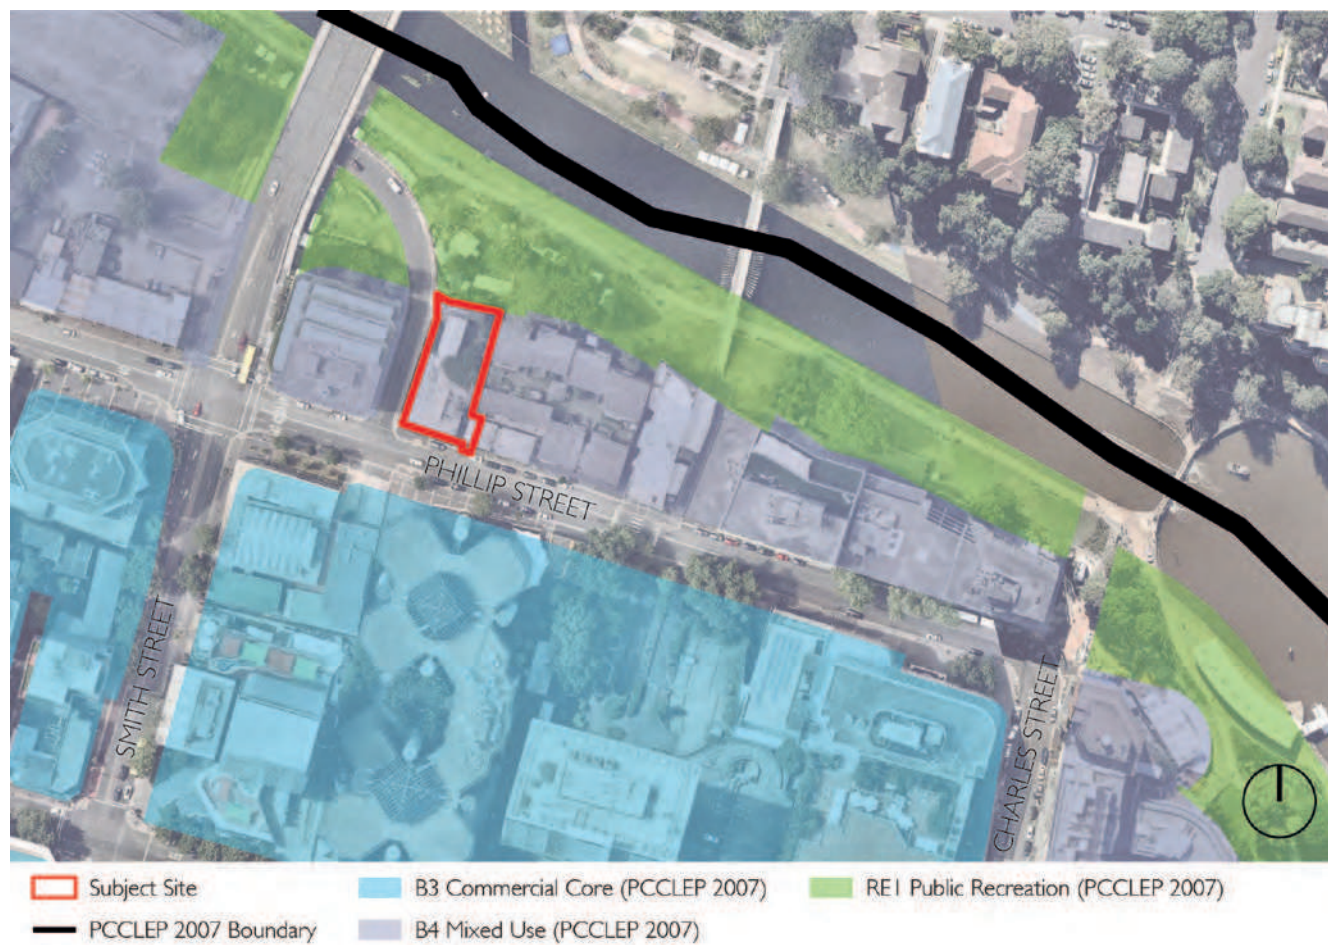 PHILLIP STREET
SMITH STREET
CHARLES STREET
Subject Site
B3 Commercial Core (PCCLEP 2007)
RE1 Public Recreation (PCCLEP 2007)
PCCLEP 2007 Boundary
B4 Mixed Use (PCCLEP 2007)